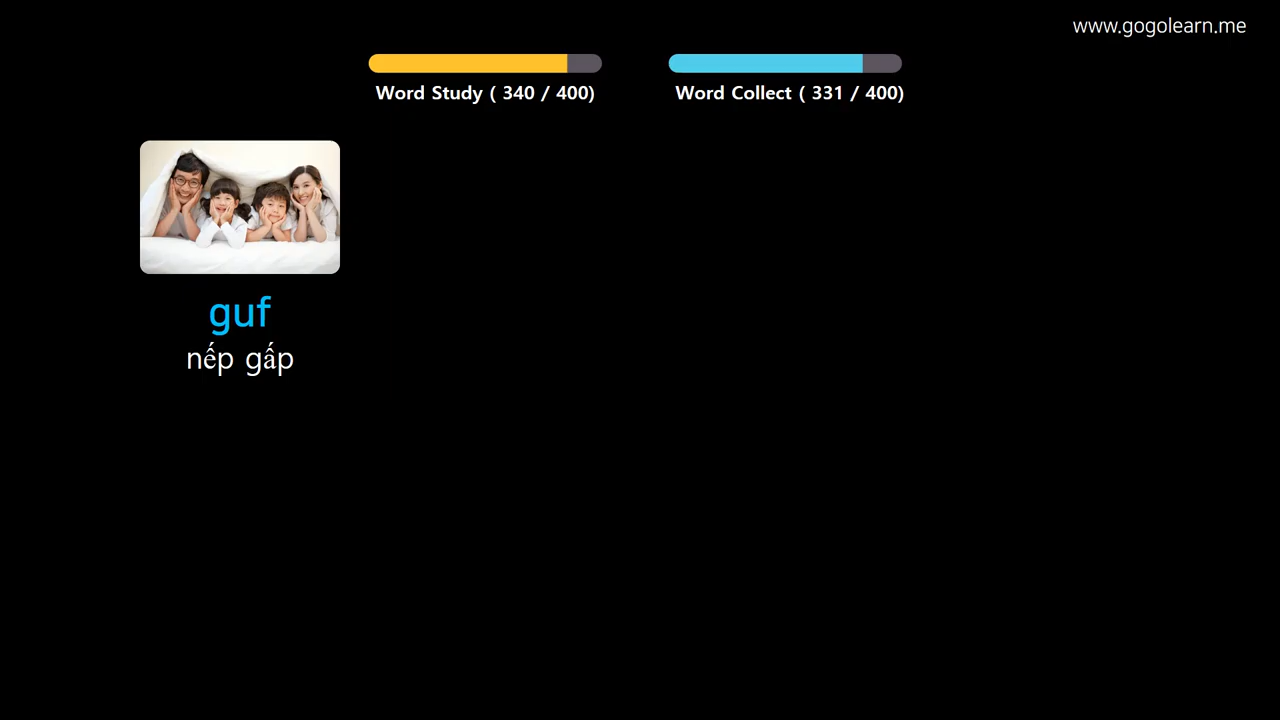 www.gogolearn.me
Word Study ( 340 / 400)
Word Collect ( 331 / 400)
guf
nếp gấp